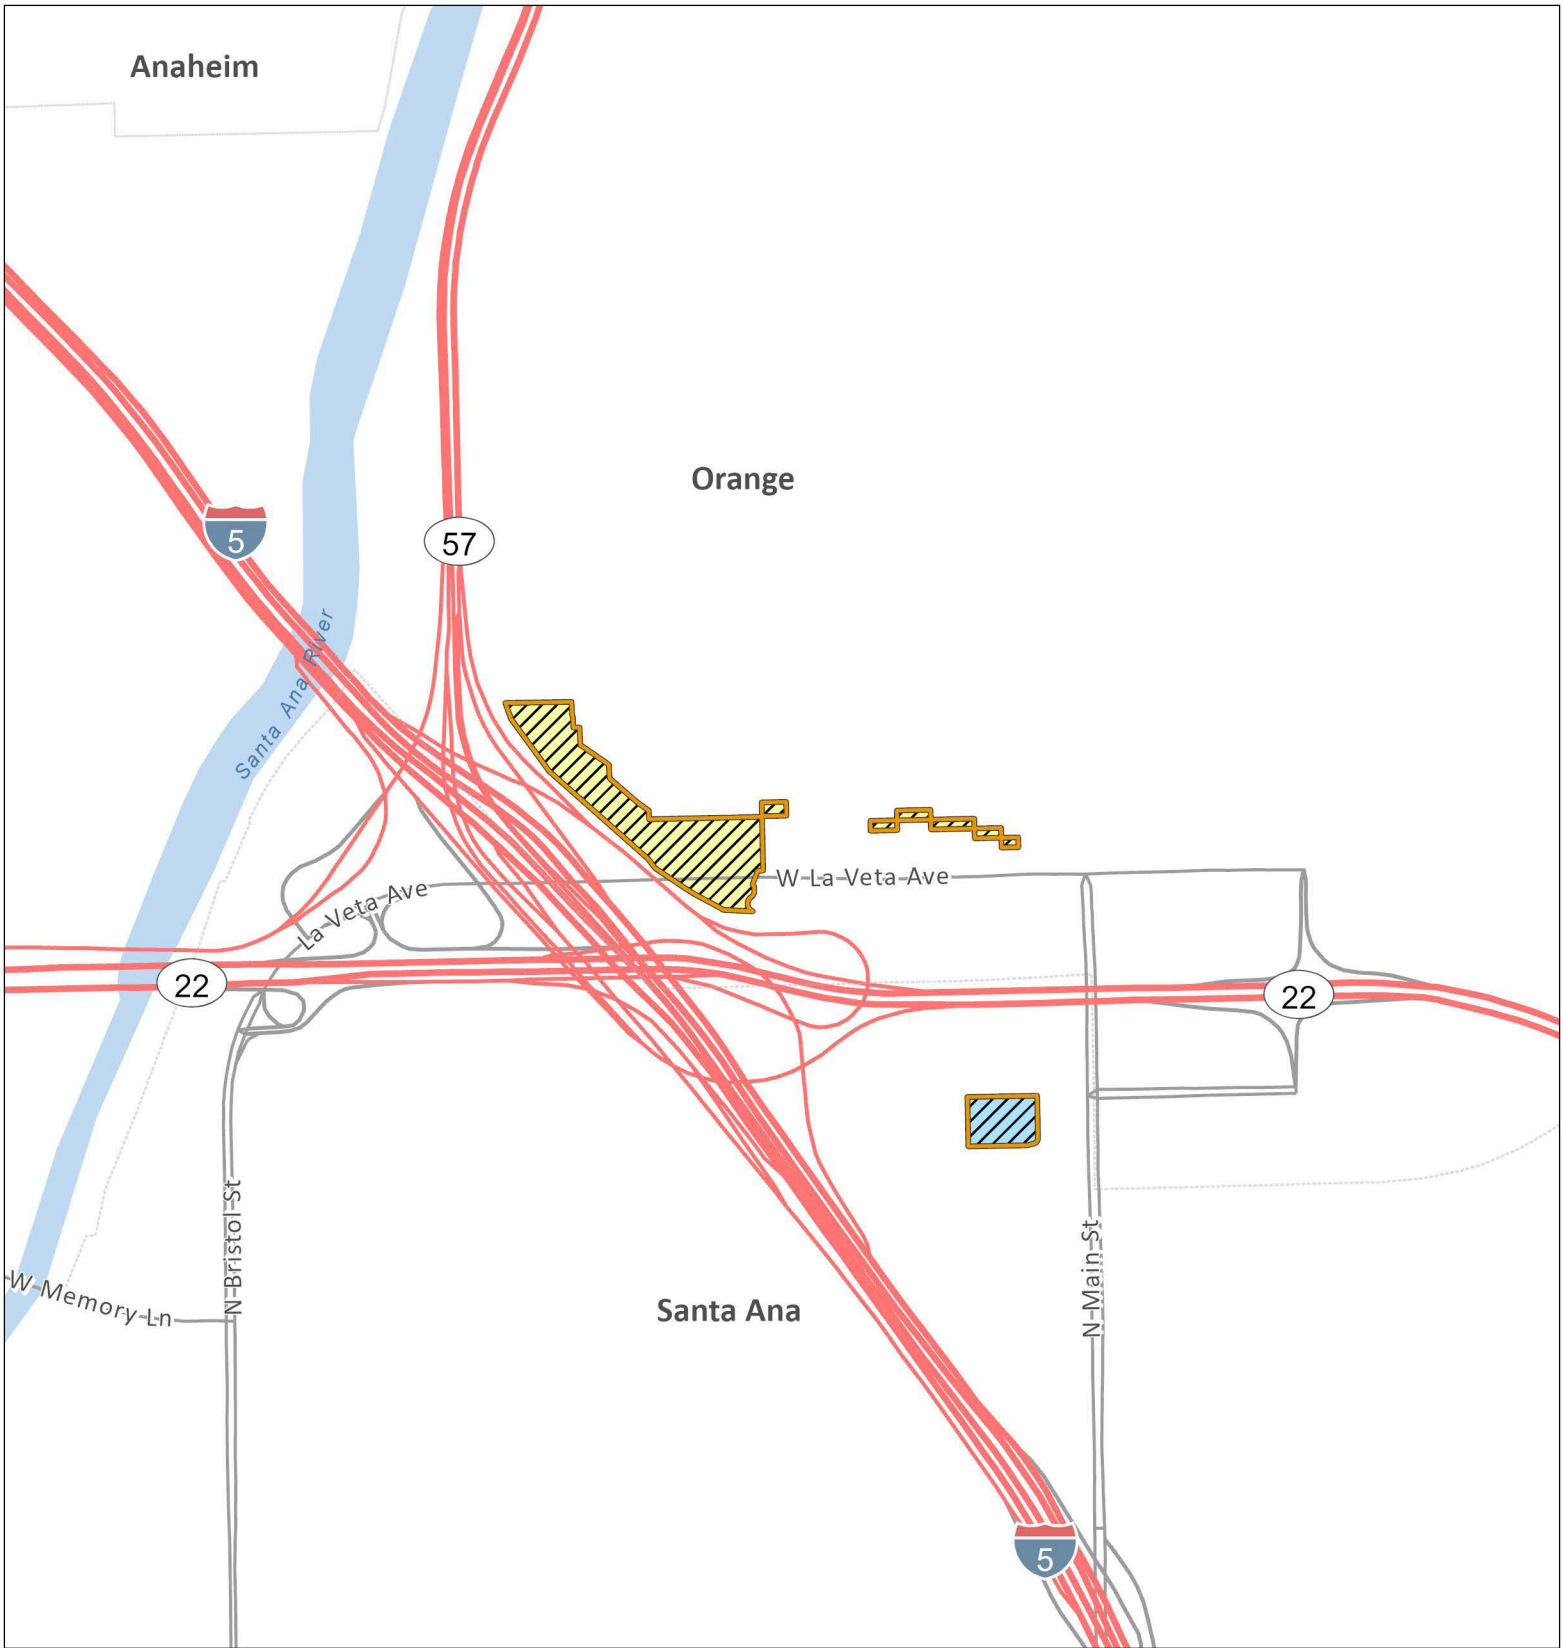 Anaheim
Orange
5
57
Santa Ana River
W La Veta Ave
La Veta Ave
22
22
N Bristol St
N Main St
W Memory Ln
Santa Ana
5